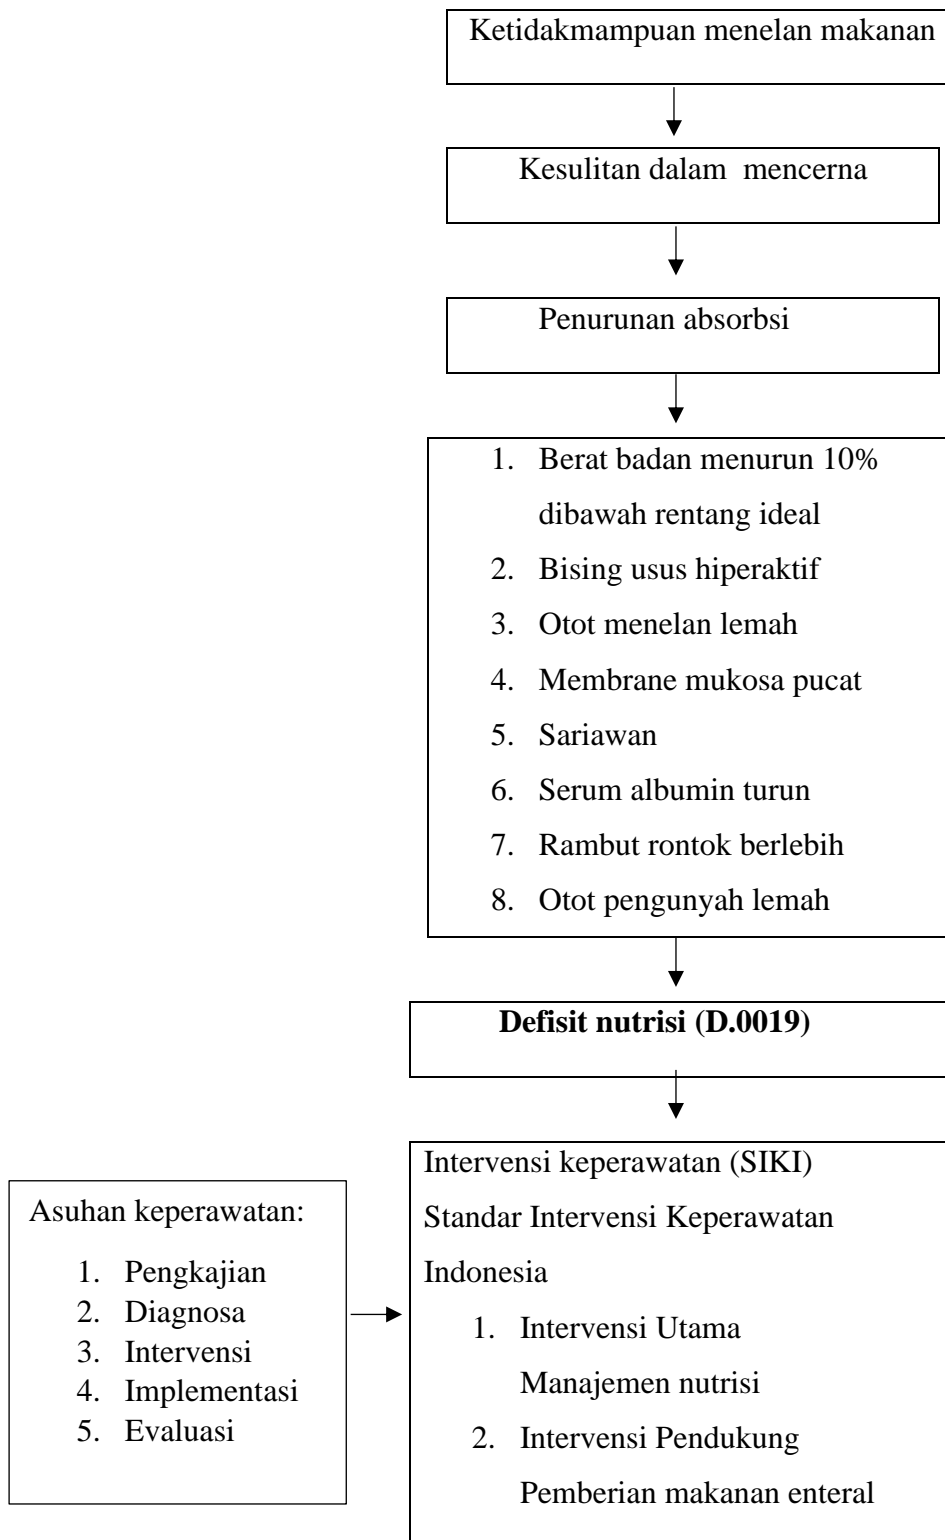 Ketidakmampuan menelan makanan
Kesulitan dalam mencerna
Penurunan absorbsi
1. Berat badan menurun 10%
dibawah rentang ideal
2. Bising usus hiperaktif
3. Otot menelan lemah
4. Membrane mukosa pucat
5. Sariawan
6. Serum albumin turun
7. Rambut rontok berlebih
8. Otot pengunyah lemah
Defisit nutrisi (D.0019)
Asuhan keperawatan:
1. Pengkajian
2. Diagnosa
3. Intervensi
4. Implementasi
5. Evaluasi
Intervensi keperawatan (SIKI)
Standar Intervensi Keperawatan
Indonesia
1. Intervensi Utama
Manajemen nutrisi
2. Intervensi Pendukung
Pemberian makanan enteral